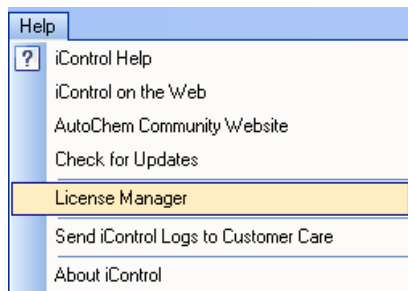 Help
? iControl Help
iControl on the Web
AutoChem Community Website
Check for Updates
License Manager
Send iControl Logs to Customer Care
About iControl